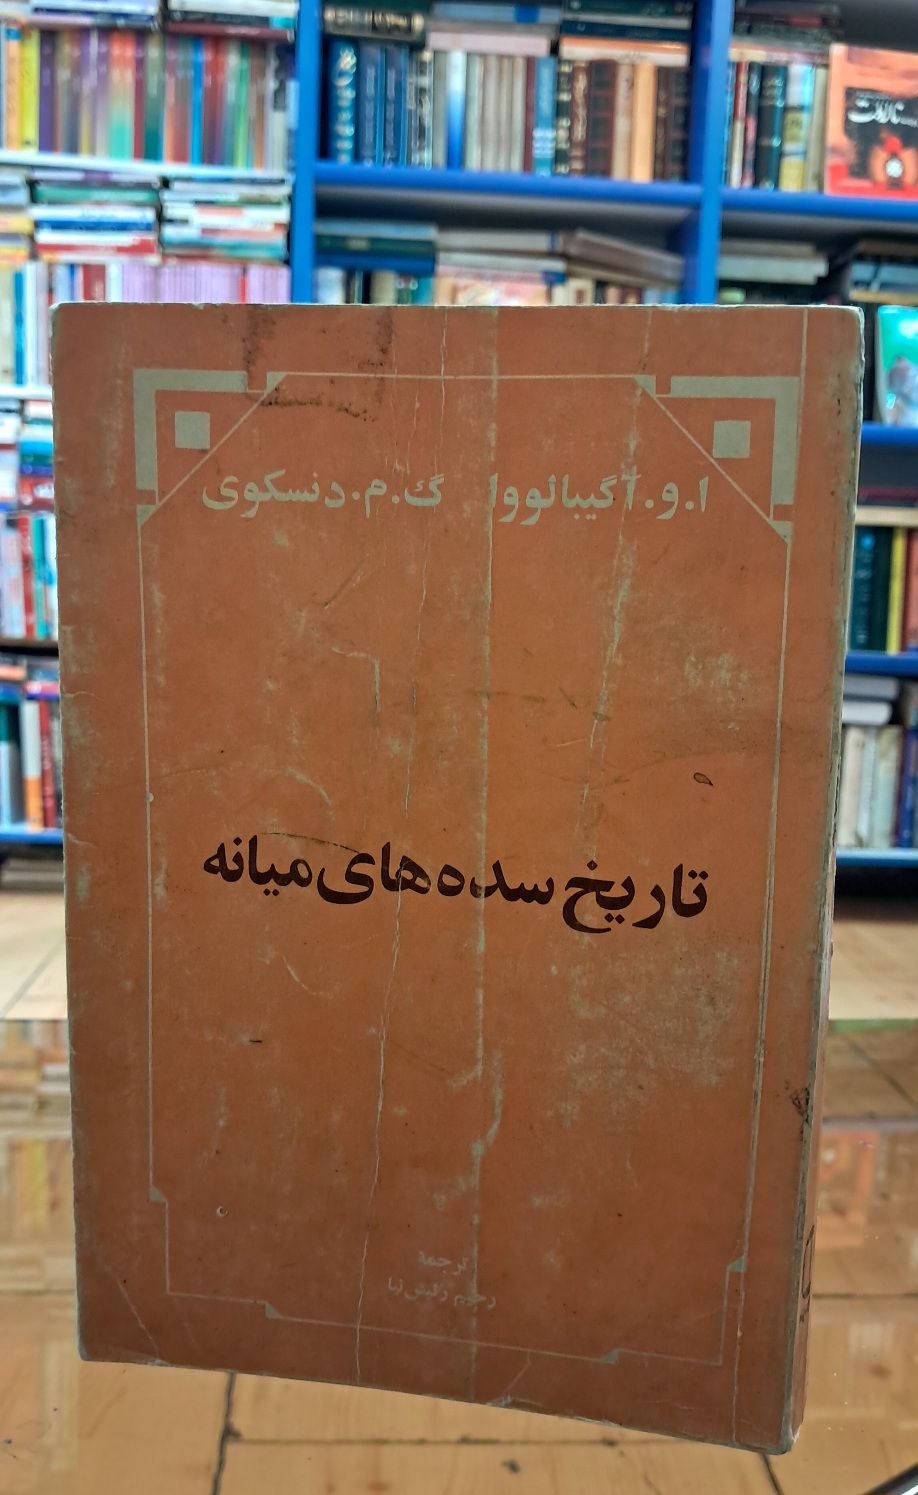 ا.و.آگیبالووا گ.م.دنسکوی
تاریخ سده‌های میانه
ترجمه
رحیم رئیس‌نیا